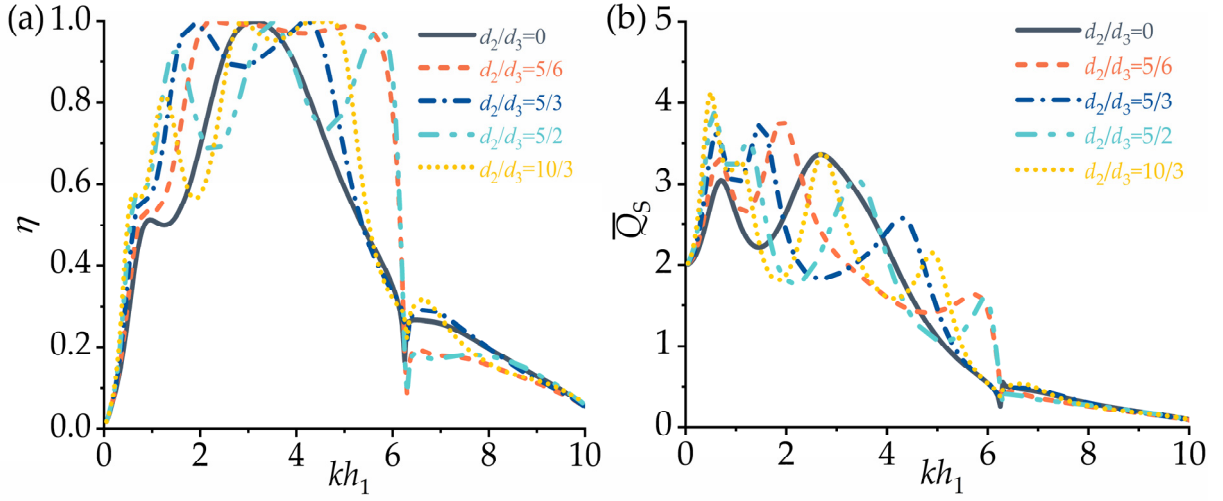 (a)
1.0
0.8
0.6
0.4
0.2
0.0
η
0 2 4 6 8 10
kh₁
d₂/d₃=0
d₂/d₃=5/6
d₂/d₃=5/3
d₂/d₃=5/2
d₂/d₃=10/3
(b)
5
4
3
2
1
0
Q̅S
0 2 4 6 8 10
kh₁
d₂/d₃=0
d₂/d₃=5/6
d₂/d₃=5/3
d₂/d₃=5/2
d₂/d₃=10/3